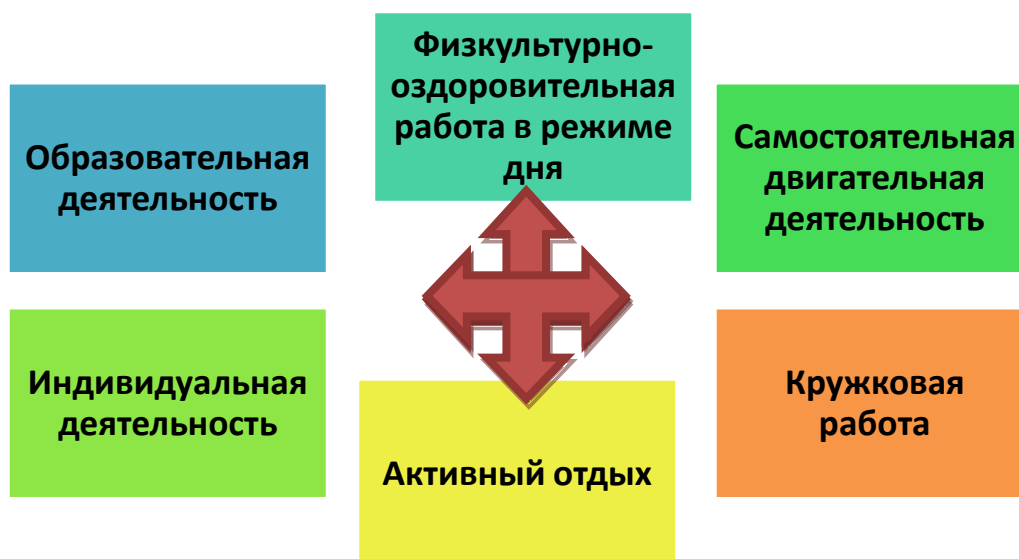 Физкультурно-
оздоровительная
работа в режиме
дня
Образовательная
деятельность
Самостоятельная
двигательная
деятельность
Индивидуальная
деятельность
Кружковая
работа
Активный отдых